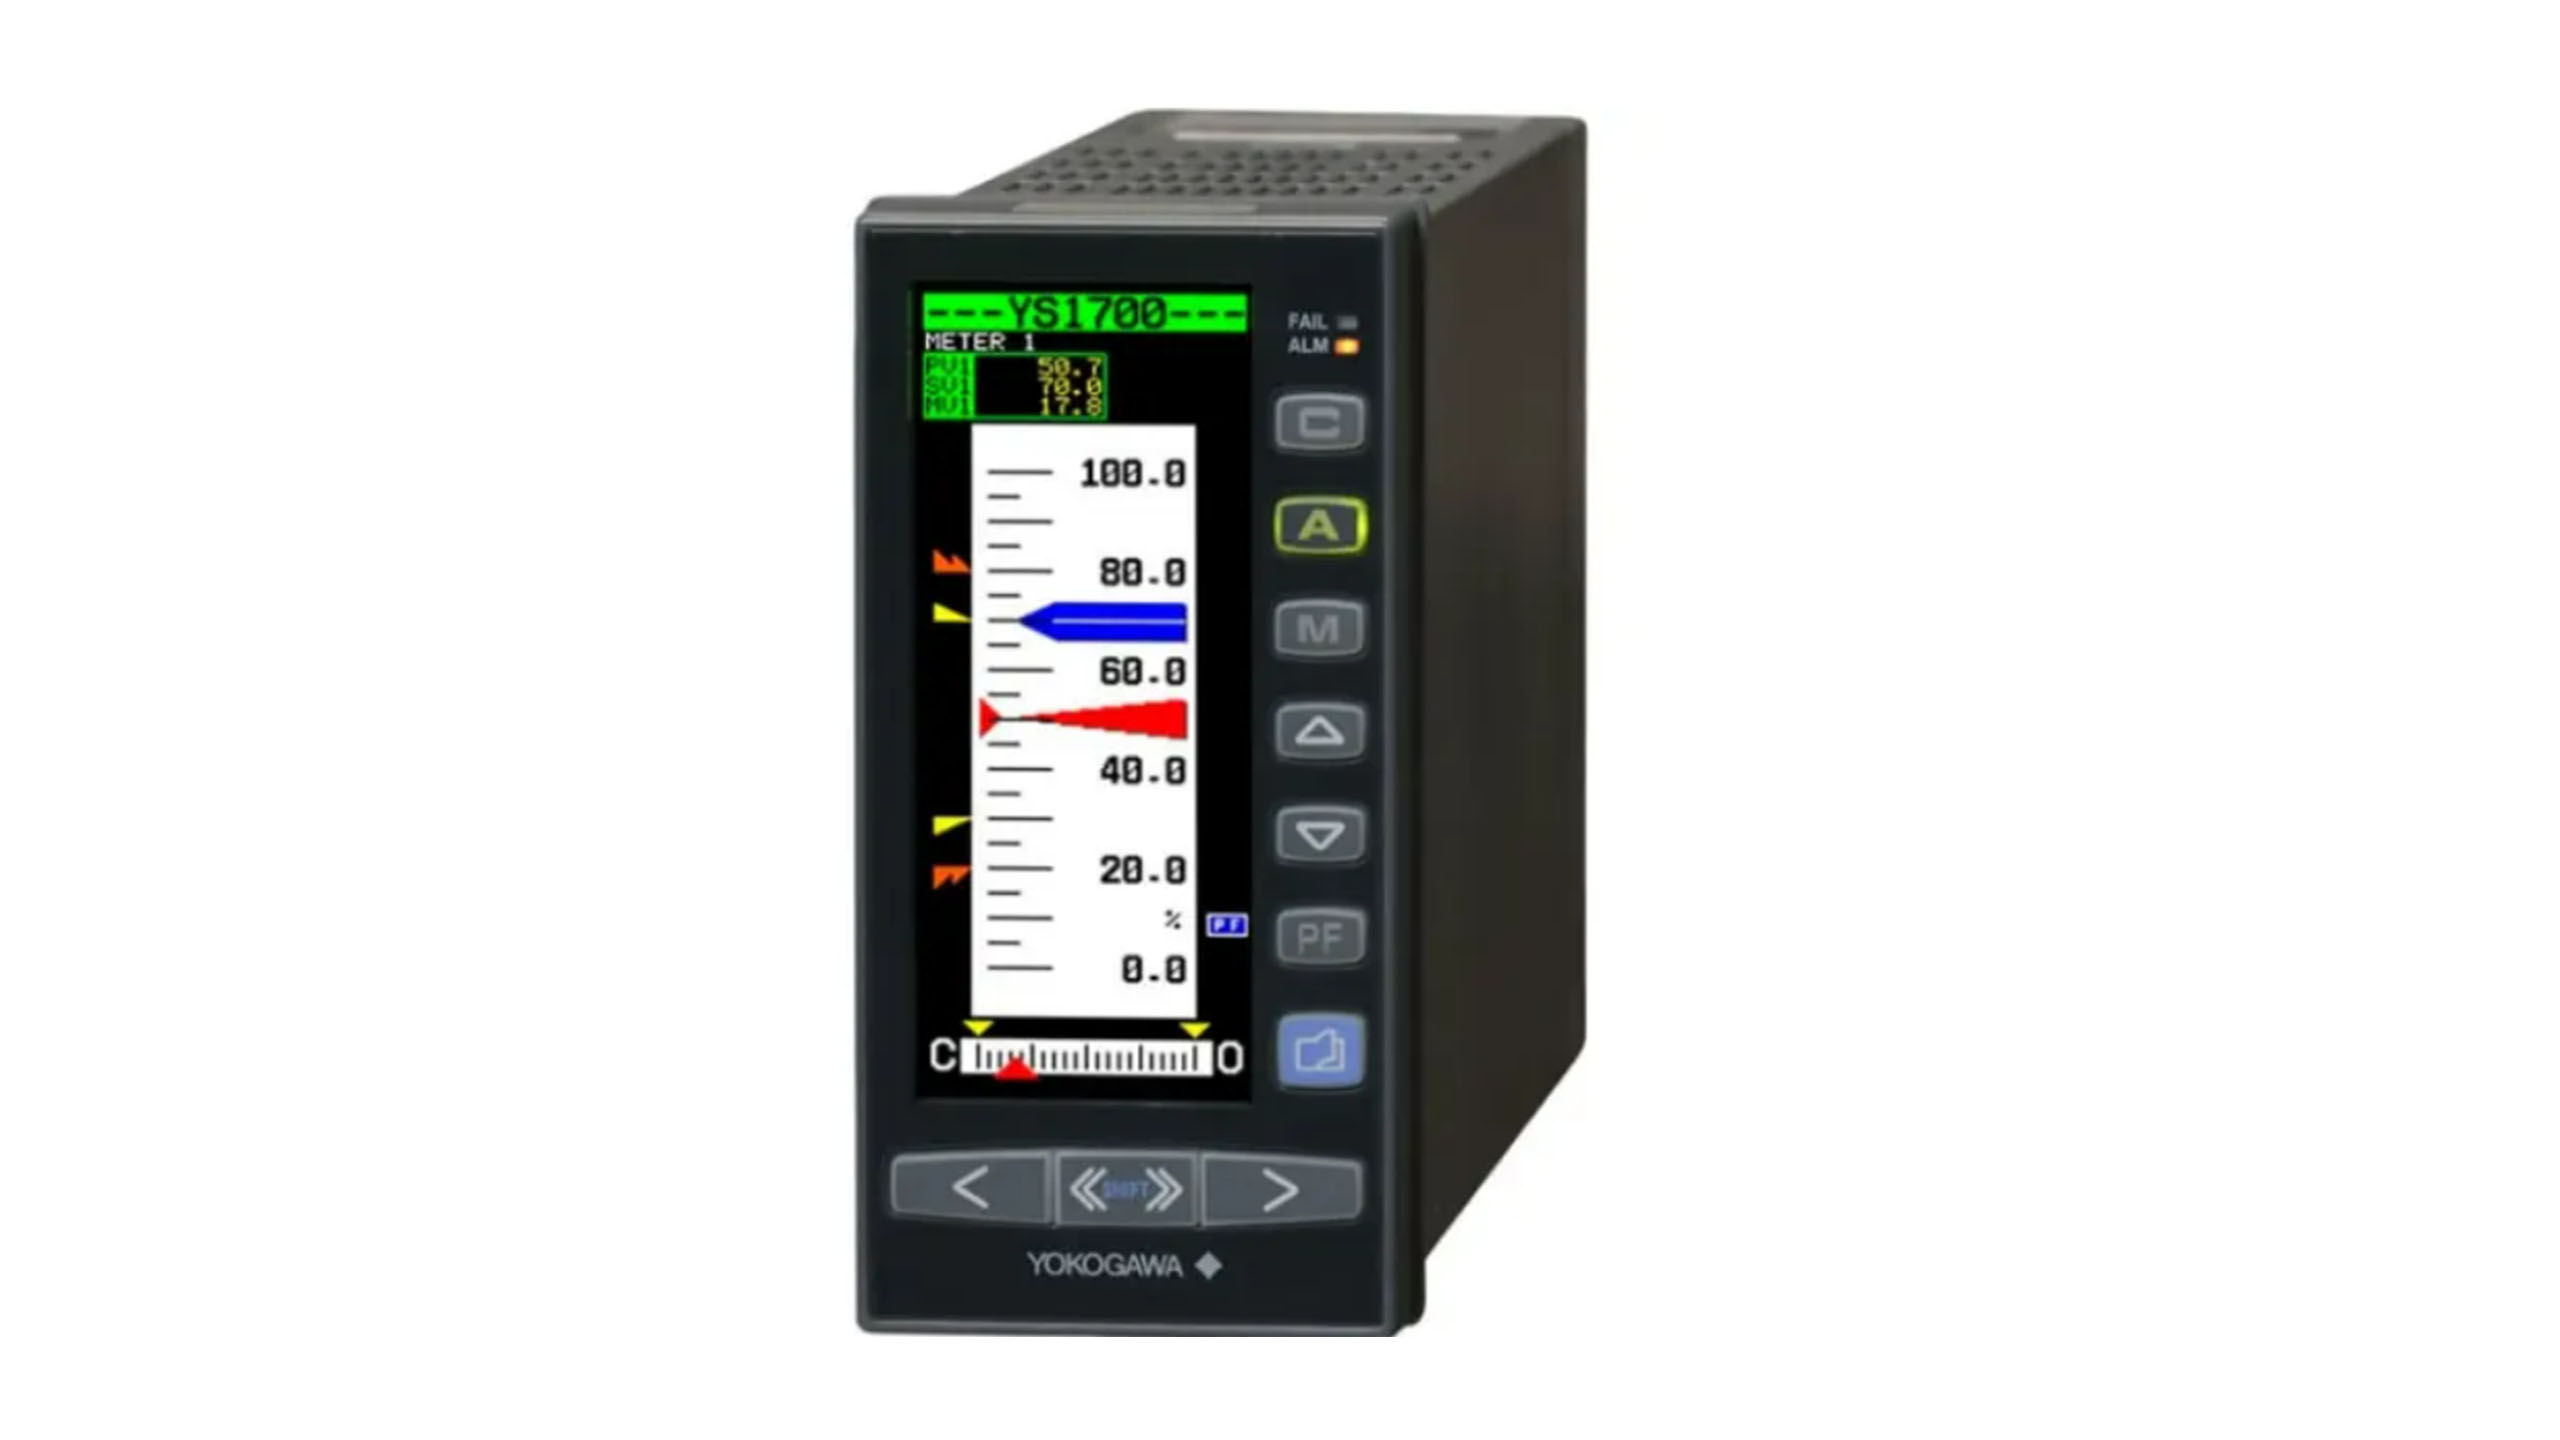 ---YS1700---
METER 1
PV1 50.7
SV1 70.0
MV1 17.8
FAIL
ALM
C
A
M
PF
100.0
80.0
60.0
40.0
20.0
%
0.0
PF
C O
SHIFT
YOKOGAWA